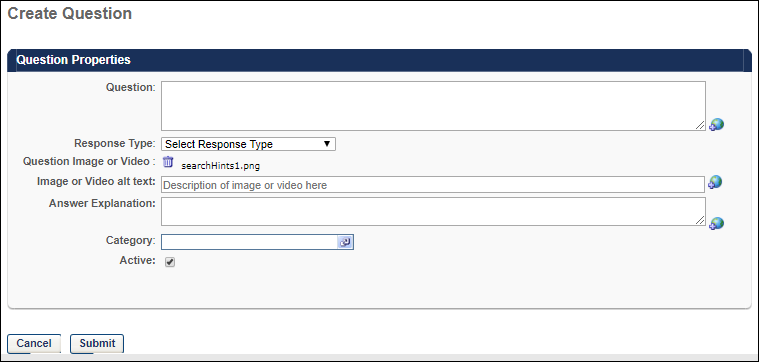 Create Question
Question Properties
Question:
Response Type: Select Response Type
Question Image or Video : searchHints1.png
Image or Video alt text: Description of image or video here
Answer Explanation:
Category:
Active:
Cancel Submit